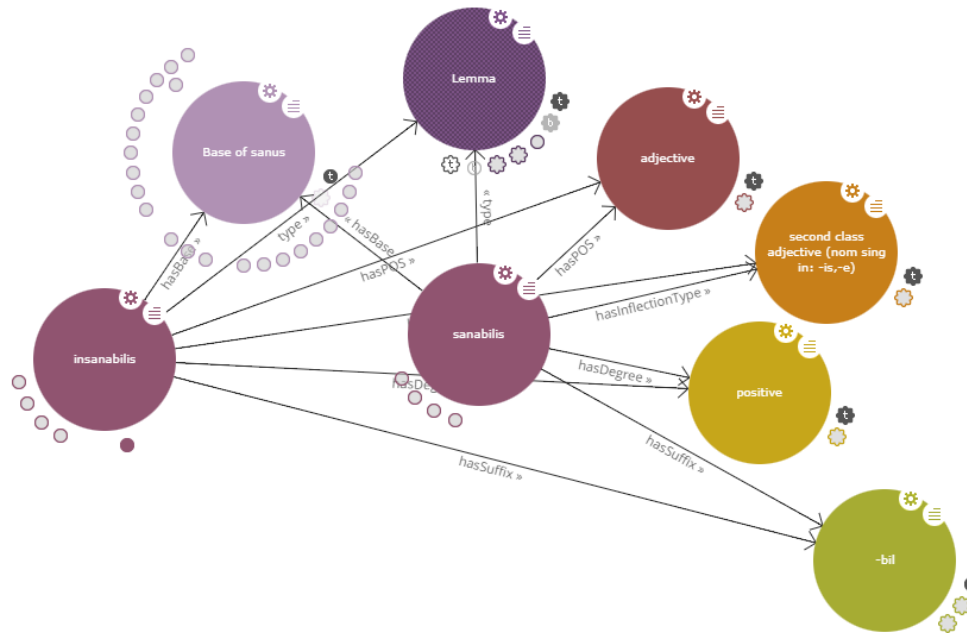 Lemma
Base of sanus
adjective
second class
adjective (nom sing
in: -is,-e)
insanabilis
sanabilis
positive
-bil
hasBase »
type »
« hasBase
« type
hasPOS »
hasPOS »
hasInflectionType »
hasDegree »
hasSuffix »
hasSuffix »
t
b
t
t
t
t
t